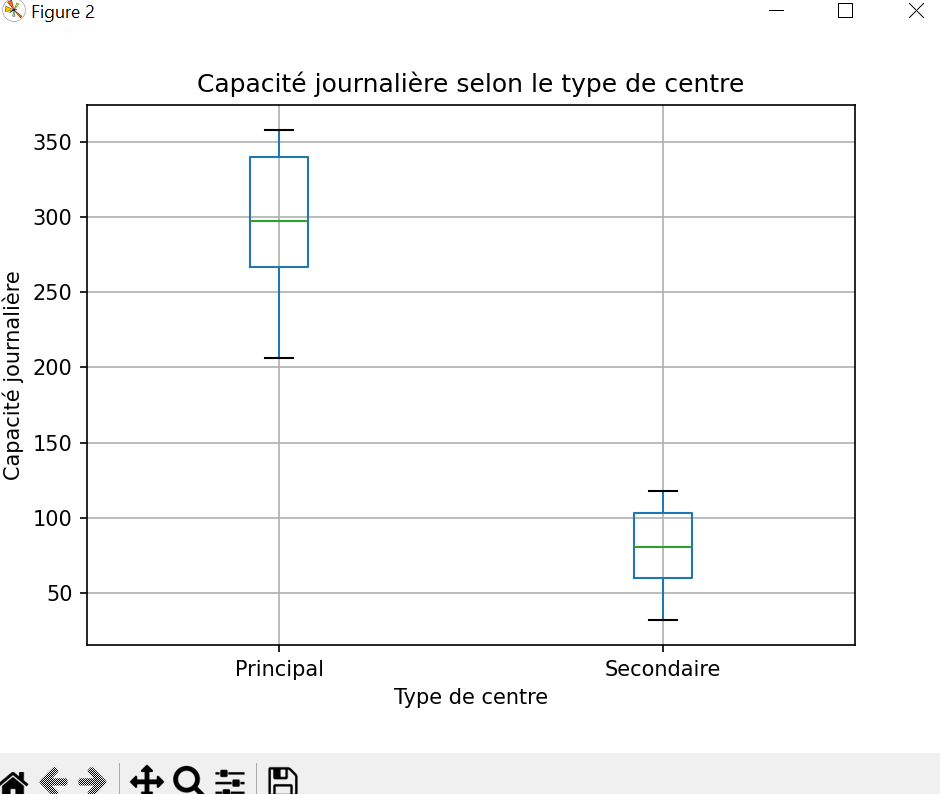 Figure 2
Capacité journalière selon le type de centre
Capacité journalière
350
300
250
200
150
100
50
Principal
Secondaire
Type de centre